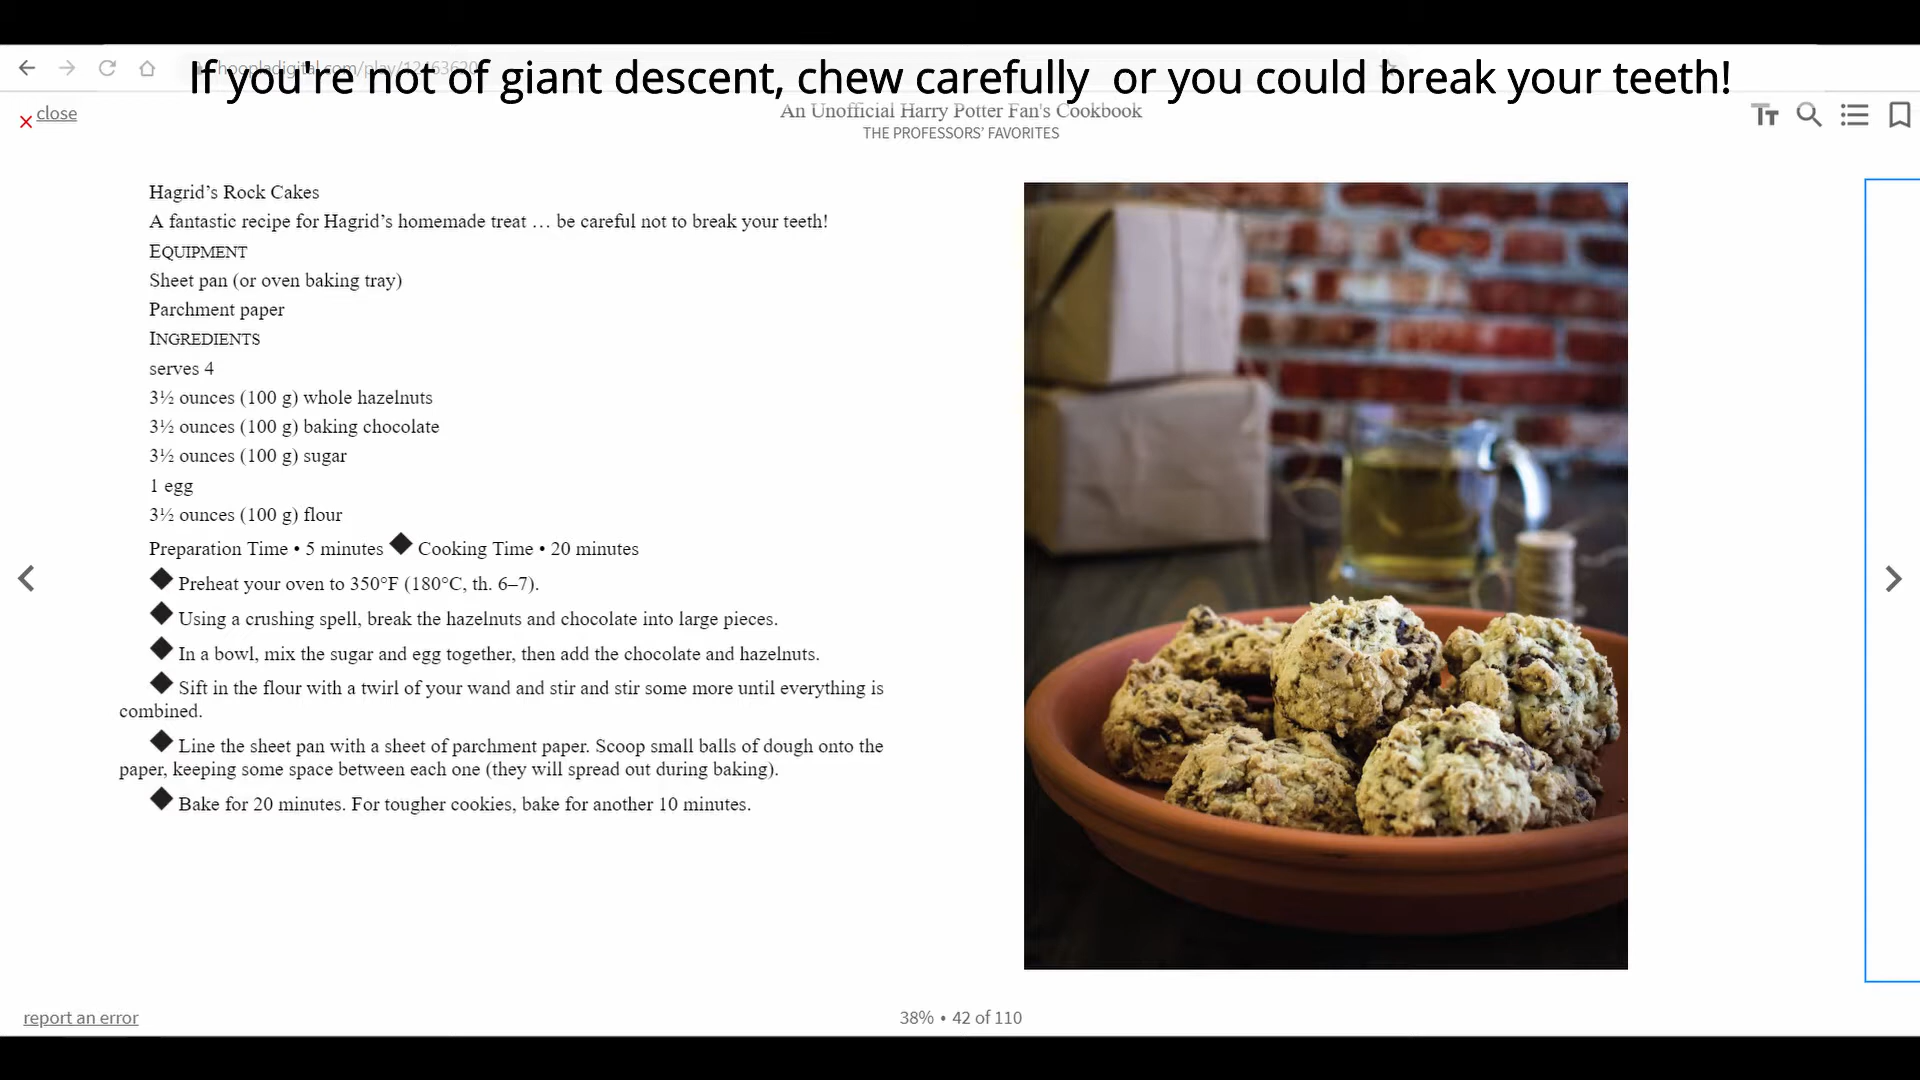 If you're not of giant descent, chew carefully  or you could break your teeth!
close
An Unofficial Harry Potter Fan's Cookbook
THE PROFESSORS’ FAVORITES
Hagrid’s Rock Cakes
A fantastic recipe for Hagrid’s homemade treat … be careful not to break your teeth!
EQUIPMENT
Sheet pan (or oven baking tray)
Parchment paper
INGREDIENTS
serves 4
3½ ounces (100 g) whole hazelnuts
3½ ounces (100 g) baking chocolate
3½ ounces (100 g) sugar
1 egg
3½ ounces (100 g) flour
Preparation Time • 5 minutes ◆ Cooking Time • 20 minutes
◆ Preheat your oven to 350°F (180°C, th. 6–7).
◆ Using a crushing spell, break the hazelnuts and chocolate into large pieces.
◆ In a bowl, mix the sugar and egg together, then add the chocolate and hazelnuts.
◆ Sift in the flour with a twirl of your wand and stir and stir some more until everything is
combined.
◆ Line the sheet pan with a sheet of parchment paper. Scoop small balls of dough onto the
paper, keeping some space between each one (they will spread out during baking).
◆ Bake for 20 minutes. For tougher cookies, bake for another 10 minutes.
report an error
38% • 42 of 110